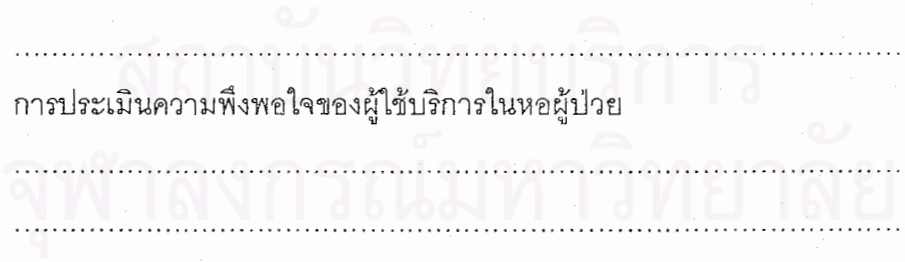 ................................................................................
สถาบันวิทยบริการ
การประเมินความพึงพอใจของผู้ใช้บริการในหอผู้ป่วย
................................................................................
จุฬาลงกรณ์มหาวิทยาลัย
................................................................................